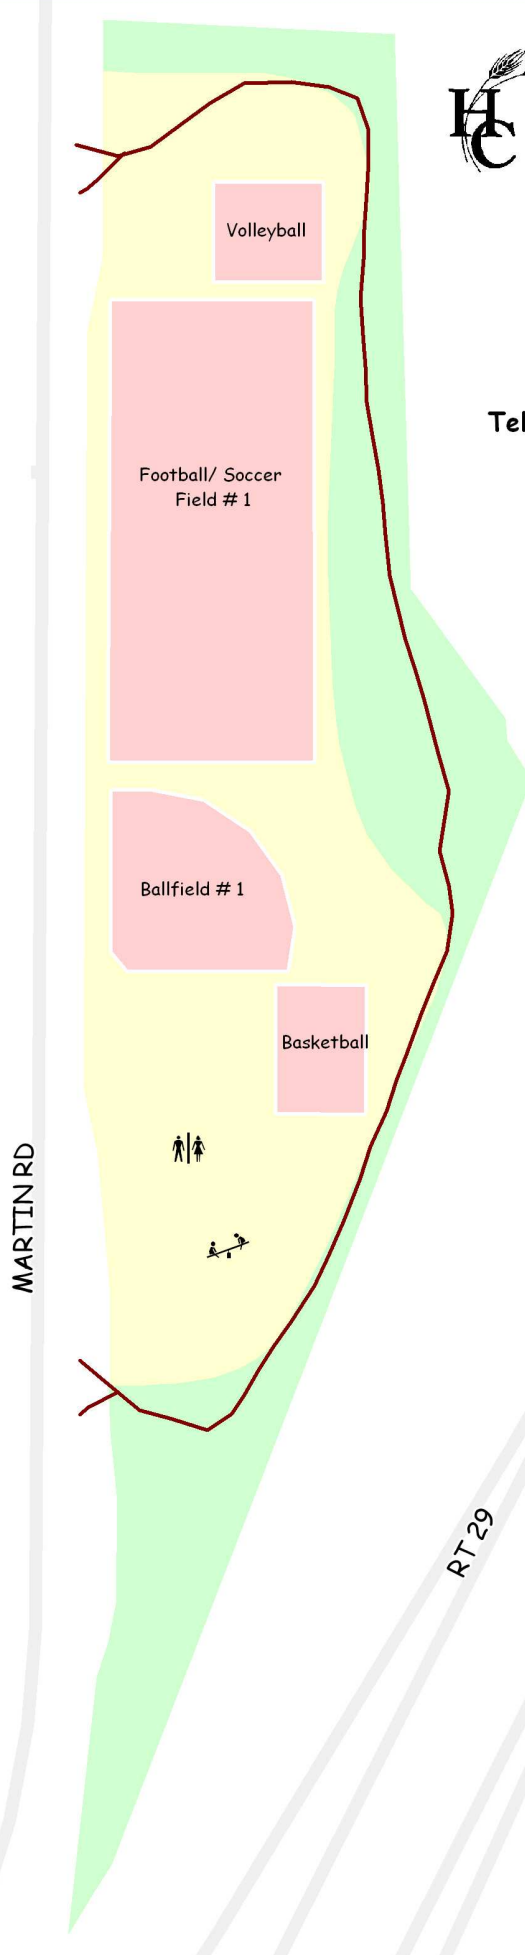 HC
Volleyball
Tel
Football/ Soccer
Field # 1
Ballfield # 1
Basketball
MARTIN RD
RT 29